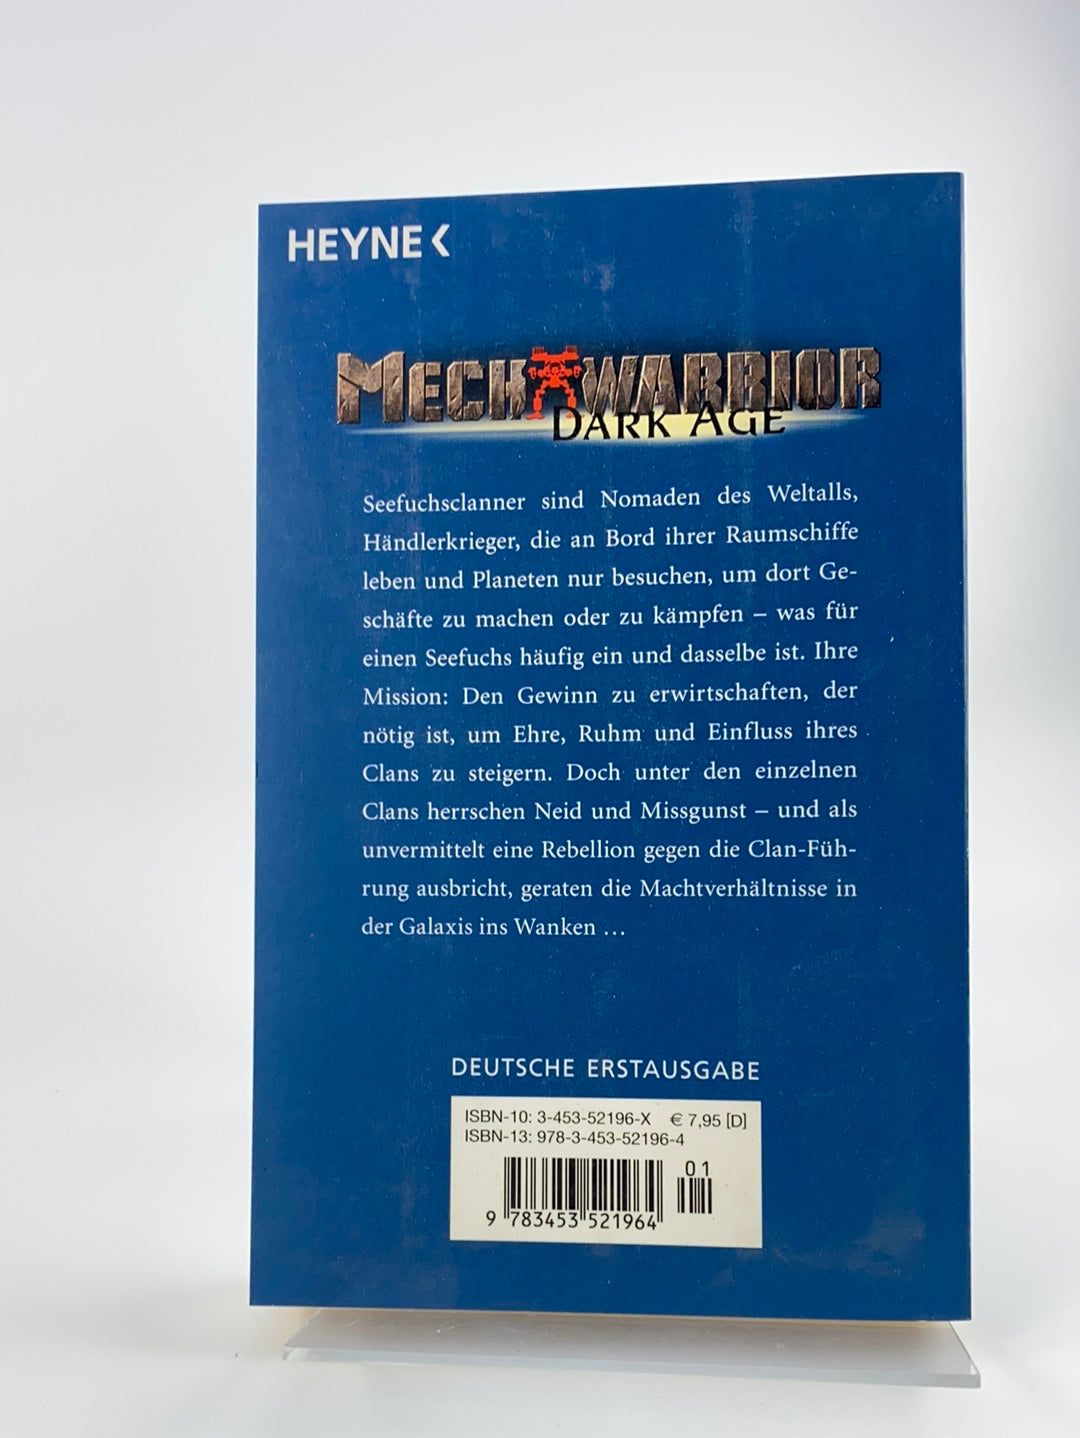 HEYNE <
MECHWARRIOR
DARK AGE
Seefuchsclanner sind Nomaden des Weltalls,
Händlerkrieger, die an Bord ihrer Raumschiffe
leben und Planeten nur besuchen, um dort Ge-
schäfte zu machen oder zu kämpfen – was für
einen Seefuchs häufig ein und dasselbe ist. Ihre
Mission: Den Gewinn zu erwirtschaften, der
nötig ist, um Ehre, Ruhm und Einfluss ihres
Clans zu steigern. Doch unter den einzelnen
Clans herrschen Neid und Missgunst – und als
unvermittelt eine Rebellion gegen die Clan-Füh-
rung ausbricht, geraten die Machtverhältnisse in
der Galaxis ins Wanken ...
DEUTSCHE ERSTAUSGABE
ISBN-10: 3-453-52196-X € 7,95 [D]
ISBN-13: 978-3-453-52196-4
01
9 783453 521964